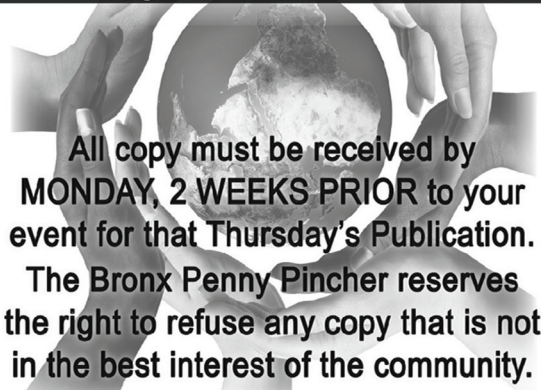 All copy must be received by
MONDAY, 2 WEEKS PRIOR to your
event for that Thursday's Publication.
The Bronx Penny Pincher reserves
the right to refuse any copy that is not
in the best interest of the community.